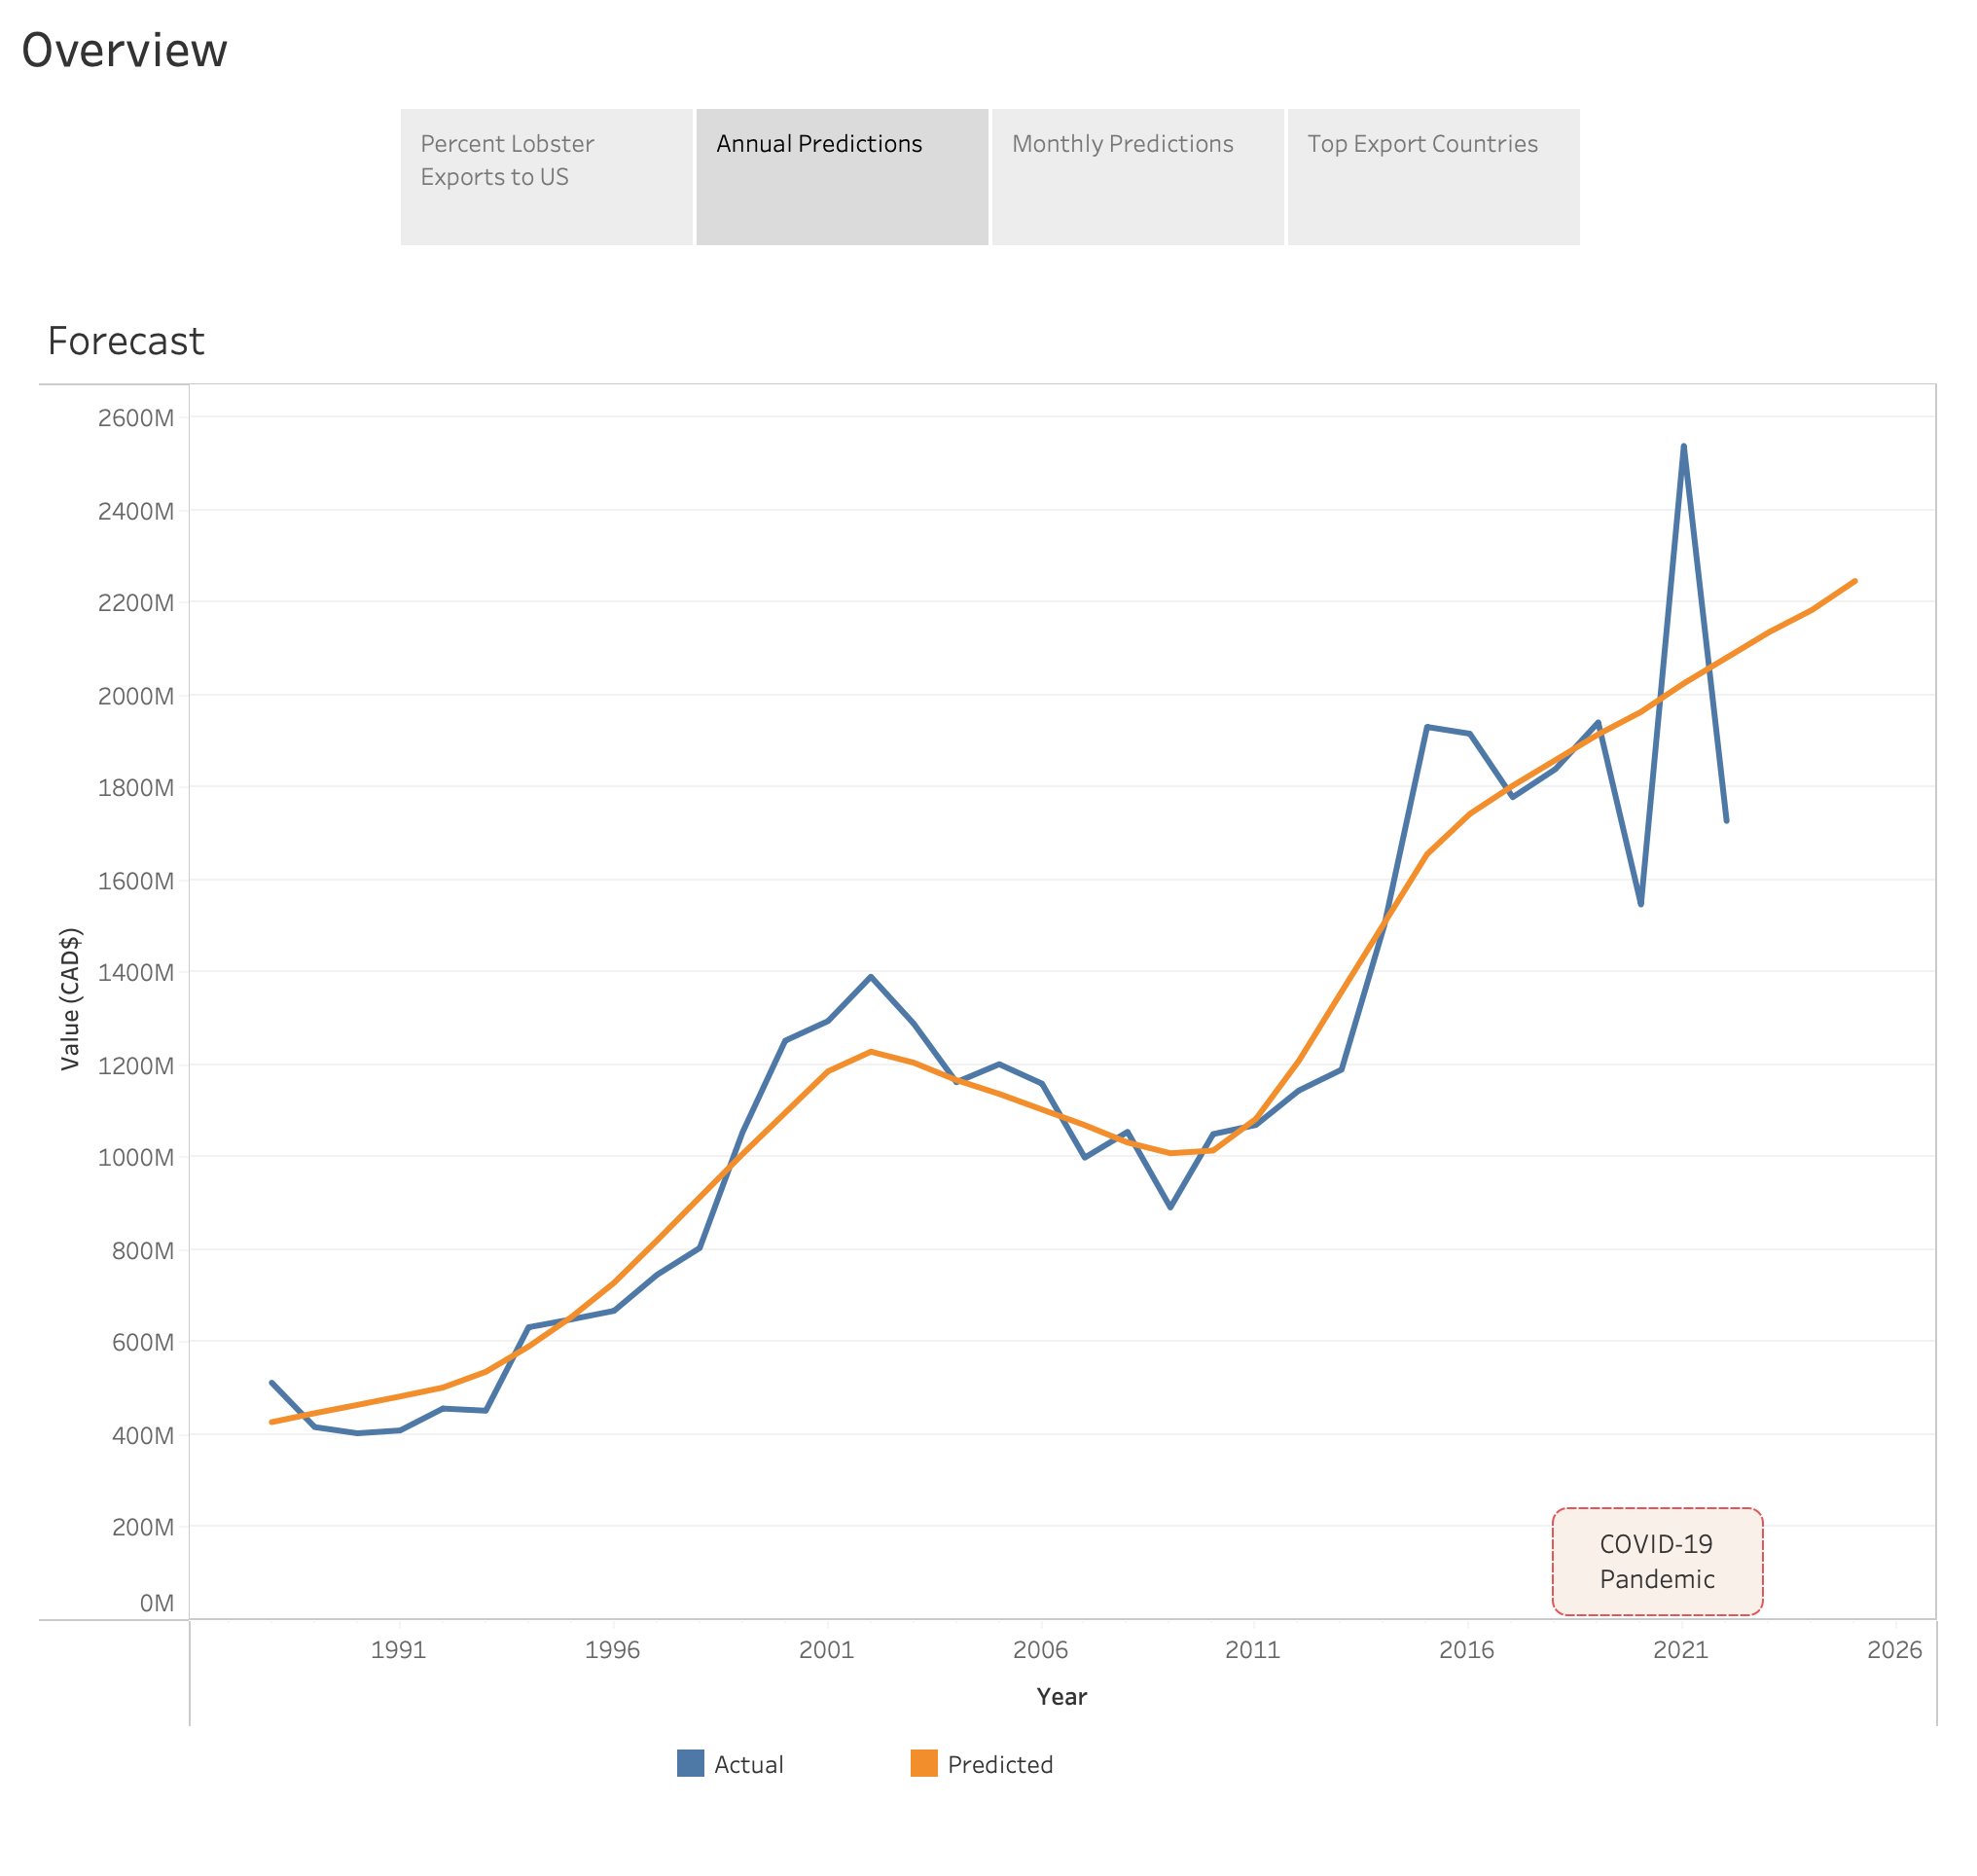 Overview
Percent Lobster
Exports to US
Annual Predictions
Monthly Predictions
Top Export Countries
Forecast
2600M
2400M
2200M
2000M
1800M
1600M
1400M
1200M
1000M
800M
600M
400M
200M
0M
Value (CAD$)
COVID-19
Pandemic
1991
1996
2001
2006
2011
2016
2021
2026
Year
Actual
Predicted